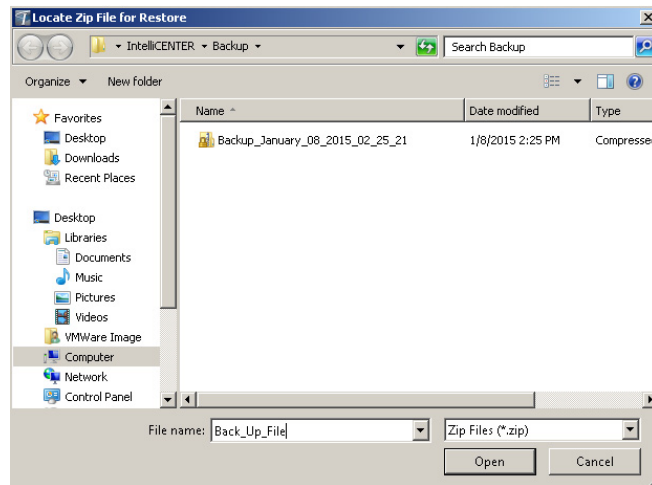 Locate Zip File for Restore
IntelliCENTER Backup
Search Backup
Organize New folder
Name Date modified Type
Favorites
Desktop
Downloads
Recent Places
Desktop
Libraries
Documents
Music
Pictures
Videos
VMWare Image
Computer
Network
Control Panel
Backup_January_08_2015_02_25_21 1/8/2015 2:25 PM Compresse
File name: Back_Up_File Zip Files (*.zip)
Open Cancel